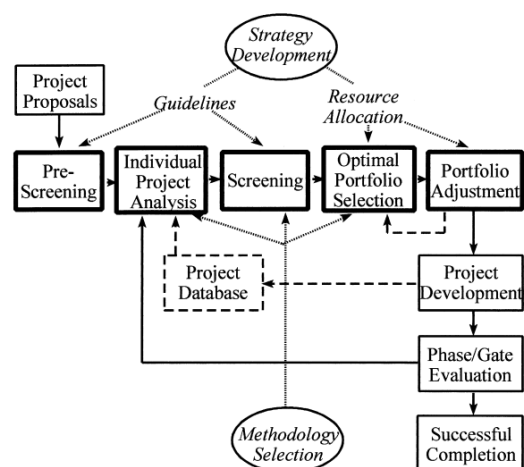 Strategy
Development
Project
Proposals
Guidelines
Resource
Allocation
Pre-
Screening
Individual
Project
Analysis
Screening
Optimal
Portfolio
Selection
Portfolio
Adjustment
Project
Database
Project
Development
Phase/Gate
Evaluation
Methodology
Selection
Successful
Completion